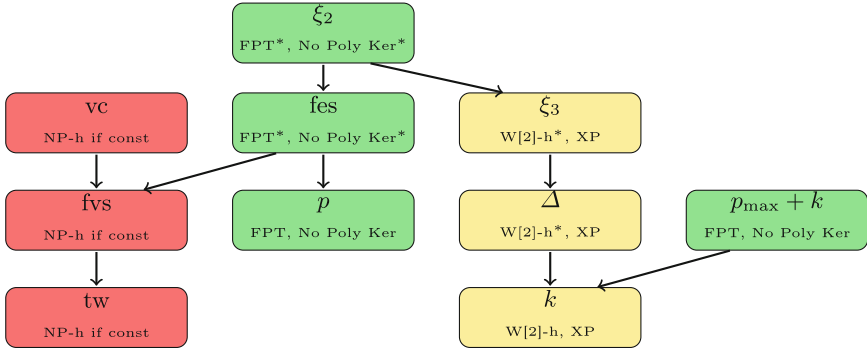 ξ₂
FPT*, No Poly Ker*
vc
NP-h if const
fes
FPT*, No Poly Ker*
ξ₃
W[2]-h*, XP
fvs
NP-h if const
p
FPT, No Poly Ker
Δ
W[2]-h*, XP
pₘₐₓ + k
FPT, No Poly Ker
tw
NP-h if const
k
W[2]-h, XP